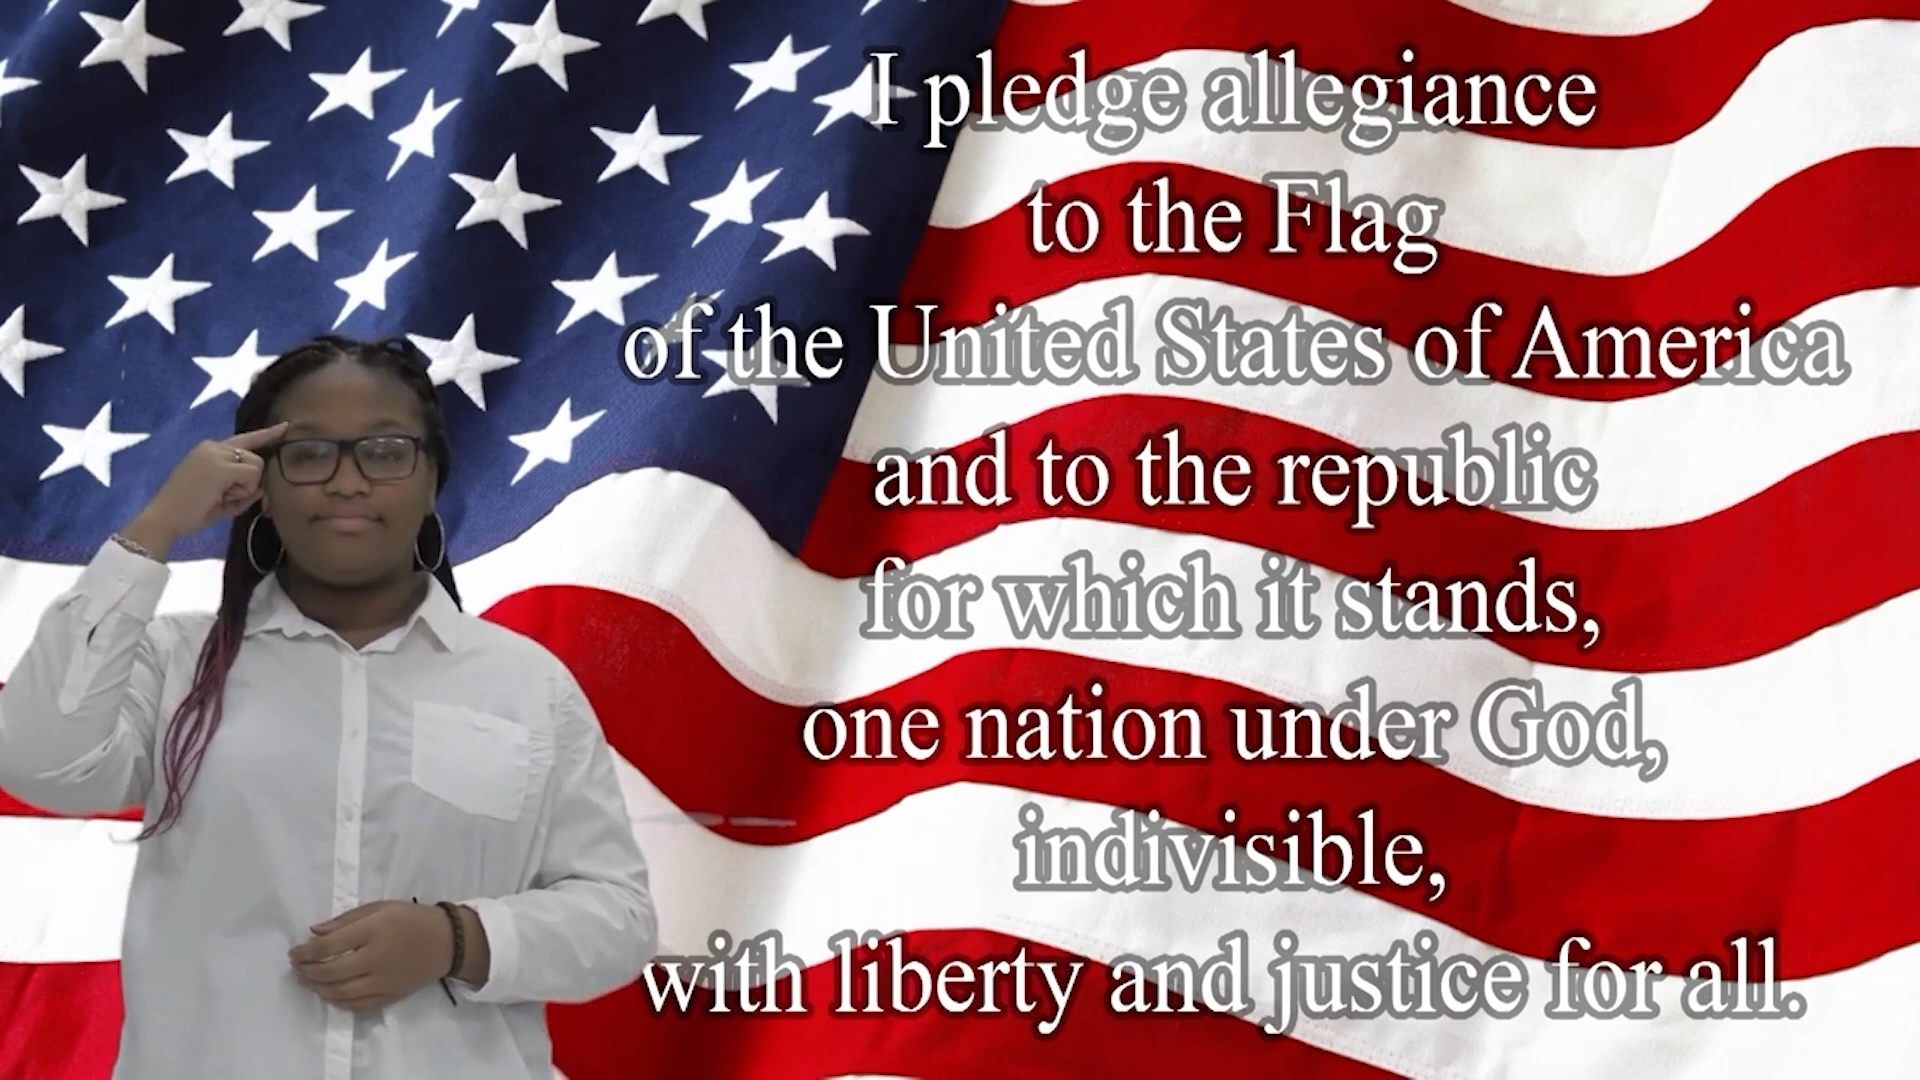 I pledge allegiance
to the Flag
of the United States of America
and to the republic
for which it stands,
one nation under God,
indivisible,
with liberty and justice for all.